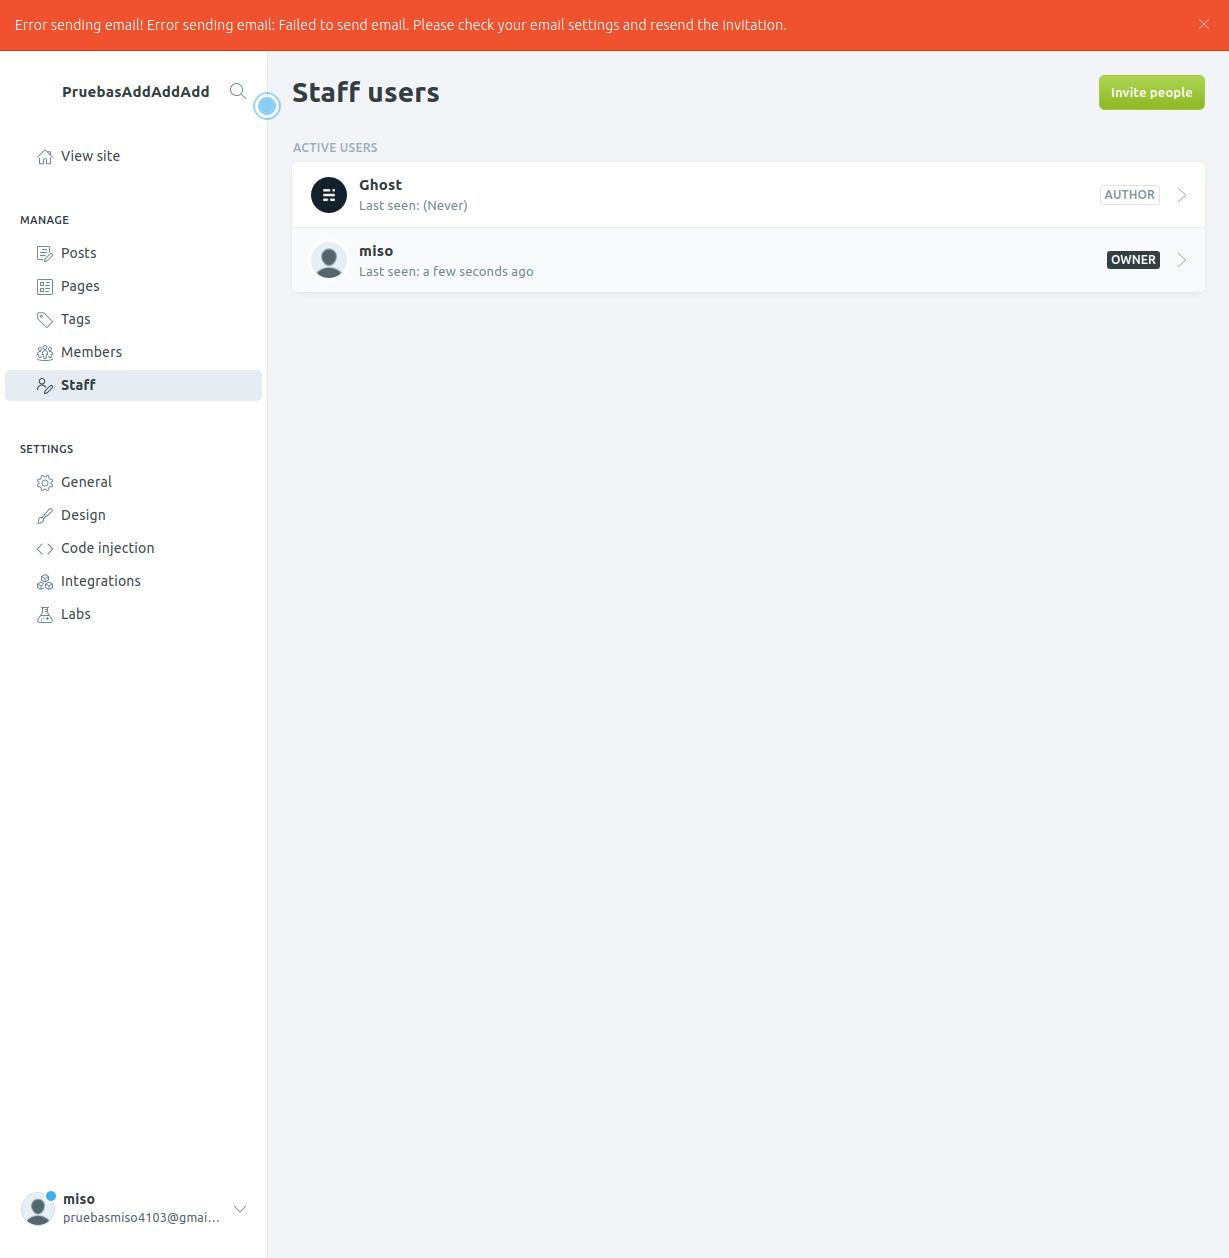 Error sending email! Error sending email: Failed to send email. Please check your email settings and resend the invitation.
PruebasAddAddAdd
View site
MANAGE
Posts
Pages
Tags
Members
Staff
SETTINGS
General
Design
Code injection
Integrations
Labs
miso
pruebasmiso4103@gmai...
Staff users
Invite people
ACTIVE USERS
Ghost
Last seen: (Never)
AUTHOR
miso
Last seen: a few seconds ago
OWNER